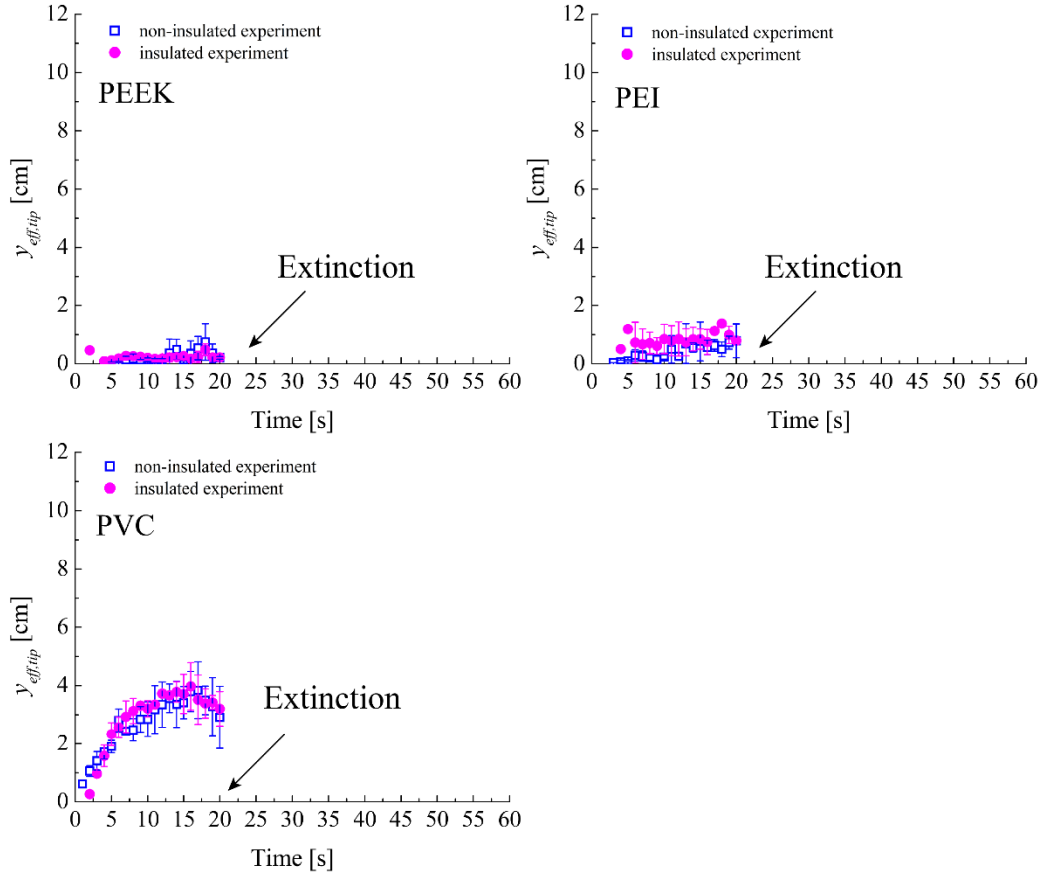 non-insulated experiment
insulated experiment
PEEK
y_eff,tip [cm]
12
10
8
6
4
2
0
Extinction
0 5 10 15 20 25 30 35 40 45 50 55 60
Time [s]
non-insulated experiment
insulated experiment
PEI
y_eff,tip [cm]
12
10
8
6
4
2
0
Extinction
0 5 10 15 20 25 30 35 40 45 50 55 60
Time [s]
non-insulated experiment
insulated experiment
PVC
y_eff,tip [cm]
12
10
8
6
4
2
0
Extinction
0 5 10 15 20 25 30 35 40 45 50 55 60
Time [s]